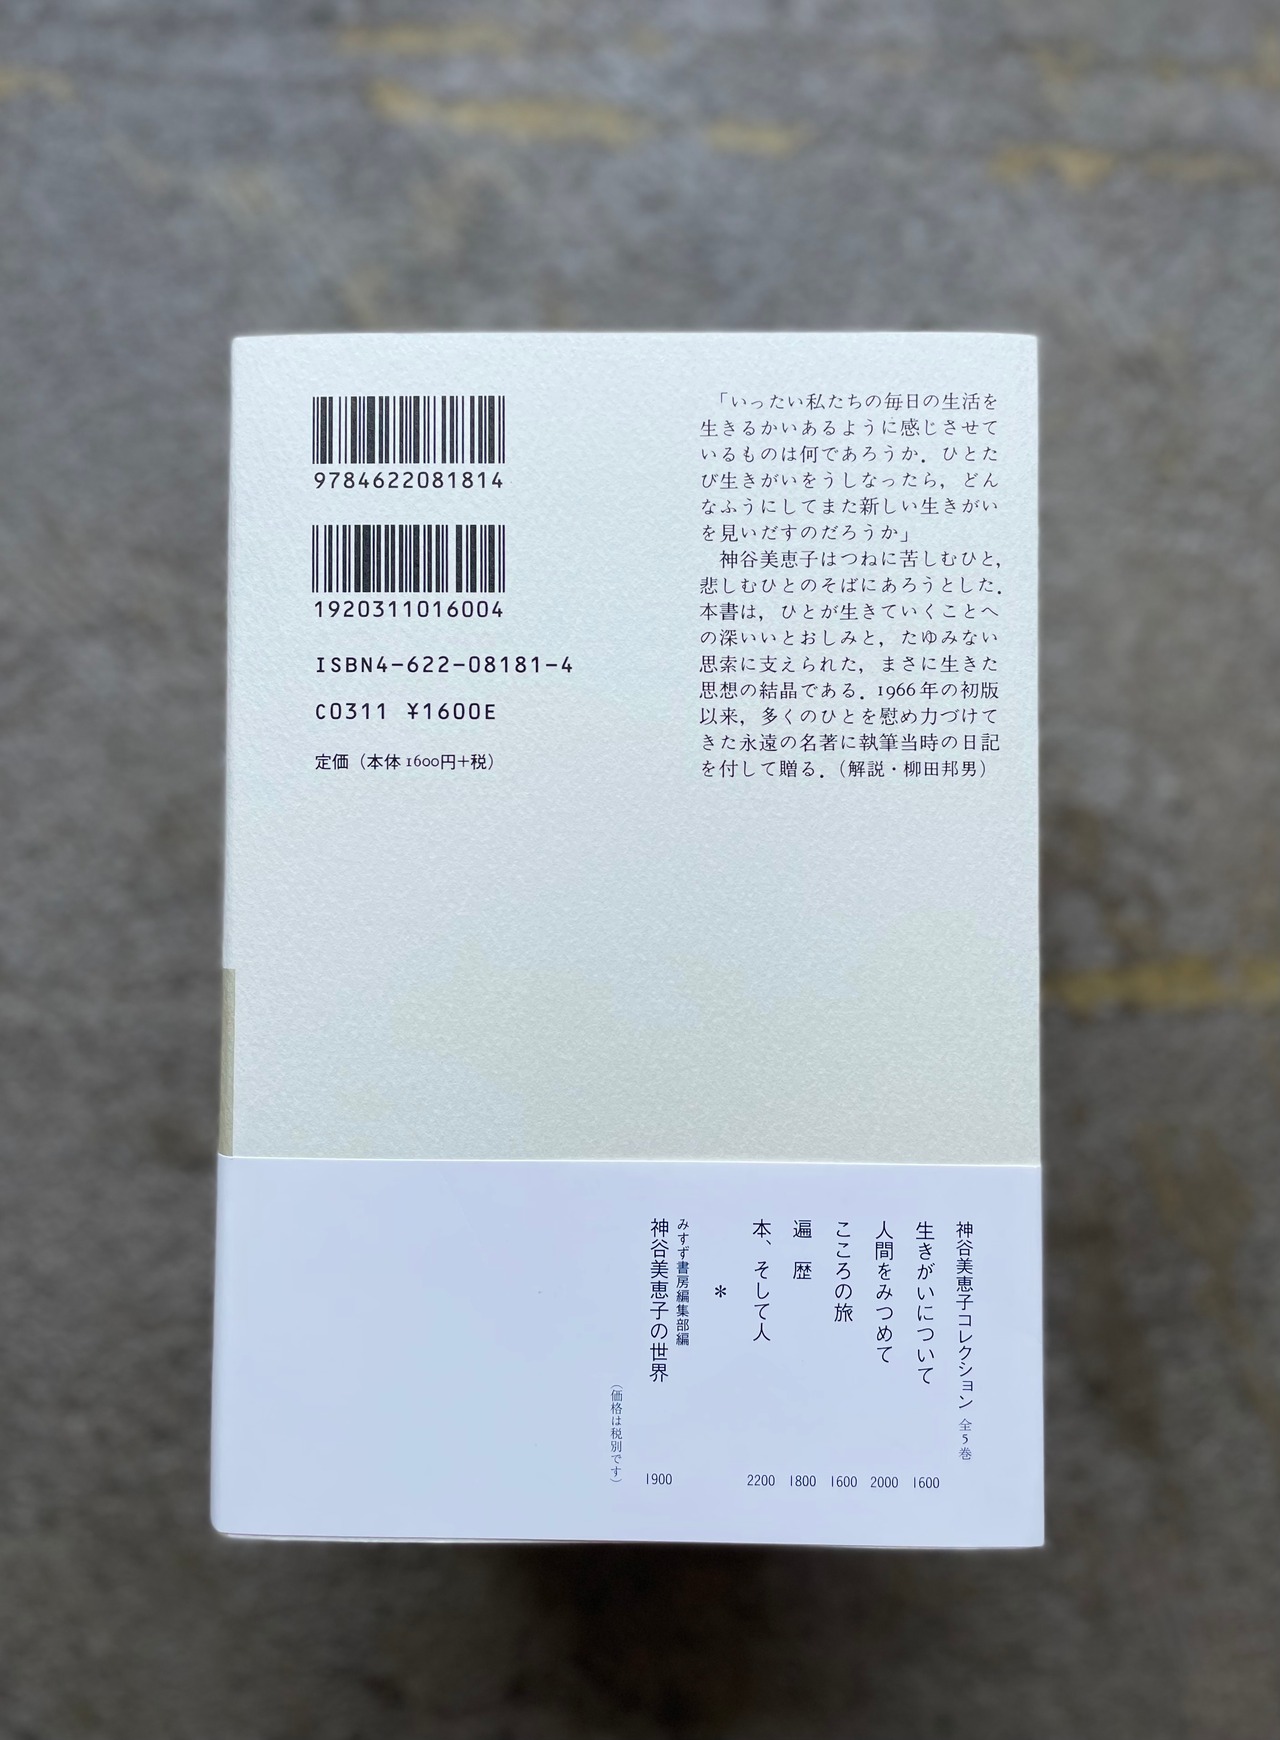 9784622081814
1920311016004
ISBN4-622-08181-4
C0311 ¥1600E
定価（本体1600円+税）
「いったい私たちの毎日の生活を
生きるかいあるように感じさせて
いるものは何であろうか．ひとた
び生きがいをうしなったら，どん
なふうにしてまた新しい生きがい
を見いだすのだろうか」
神谷美恵子はつねに苦しむひと，
悲しむひとのそばにあろうとした．
本書は，ひとが生きていくことへ
の深いいとおしみと，たゆみない
思索に支えられた，まさに生きた
思想の結晶である．1966年の初版
以来，多くのひとを慰め力づけて
きた永遠の名著に執筆当時の日記
を付して贈る．（解説・柳田邦男）
神谷美恵子コレクション 全5巻
生きがいについて 1600
人間をみつめて 2000
こころの旅 1600
遍歴 1800
本、そして人 2200
＊
みすず書房編集部編
神谷美恵子の世界 1900
（価格は税別です）